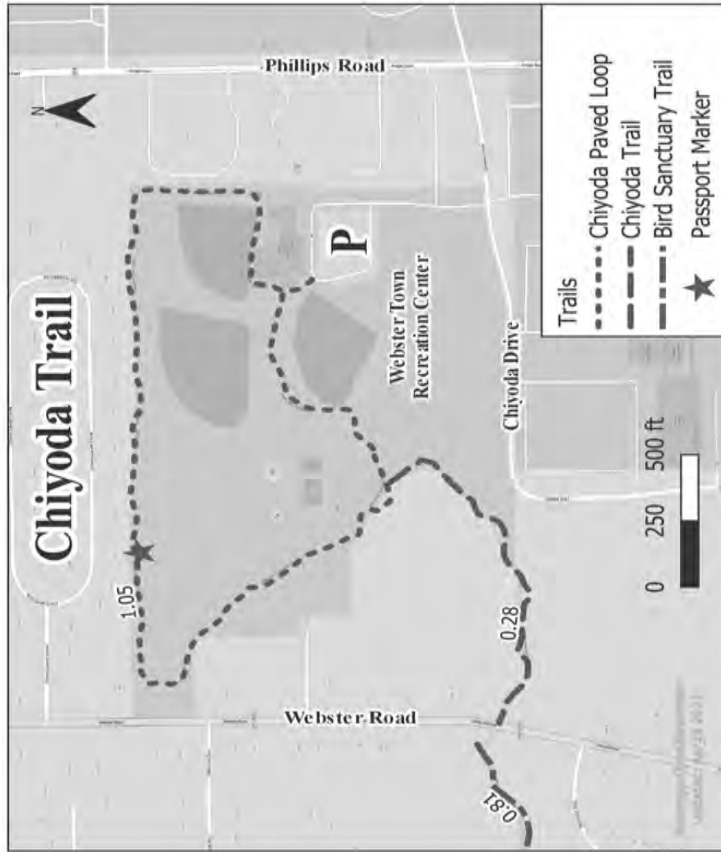 Chiyoda Trail
N
Phillips Road
1.05
P
Webster Town
Recreation Center
Chiyoda Drive
Webster Road
0.28
0.81
0 250 500 ft
Trails
Chiyoda Paved Loop
Chiyoda Trail
Bird Sanctuary Trail
Passport Marker